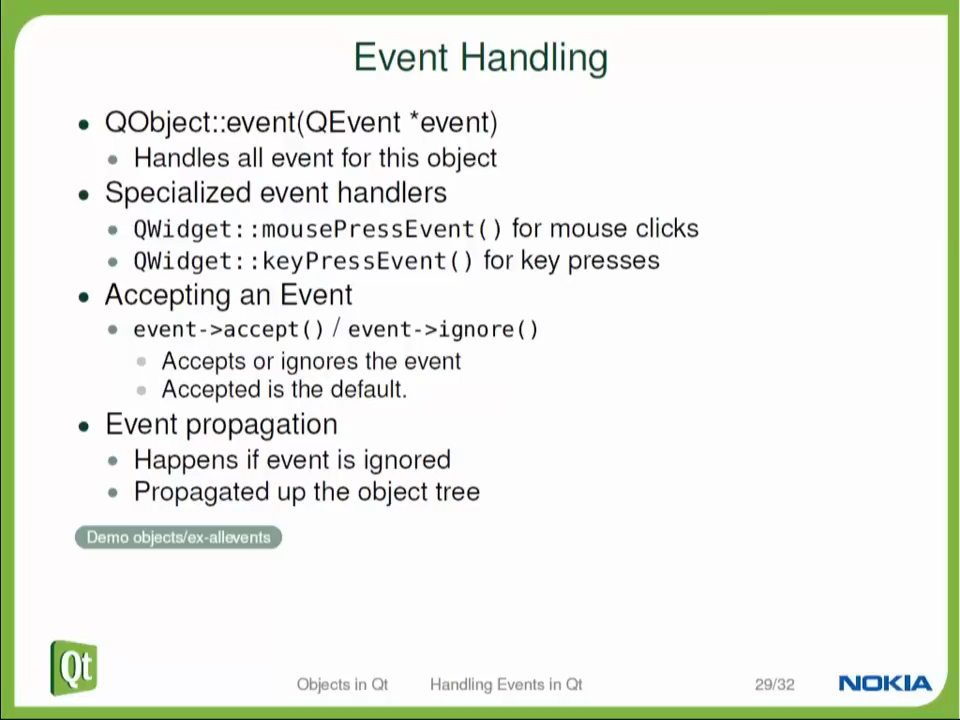 Event Handling
QObject::event(QEvent *event)
Handles all event for this object
Specialized event handlers
QWidget::mousePressEvent() for mouse clicks
QWidget::keyPressEvent() for key presses
Accepting an Event
event->accept() / event->ignore()
Accepts or ignores the event
Accepted is the default.
Event propagation
Happens if event is ignored
Propagated up the object tree
Demo objects/ex-allevents
Qt
Objects in Qt Handling Events in Qt 29/32 NOKIA